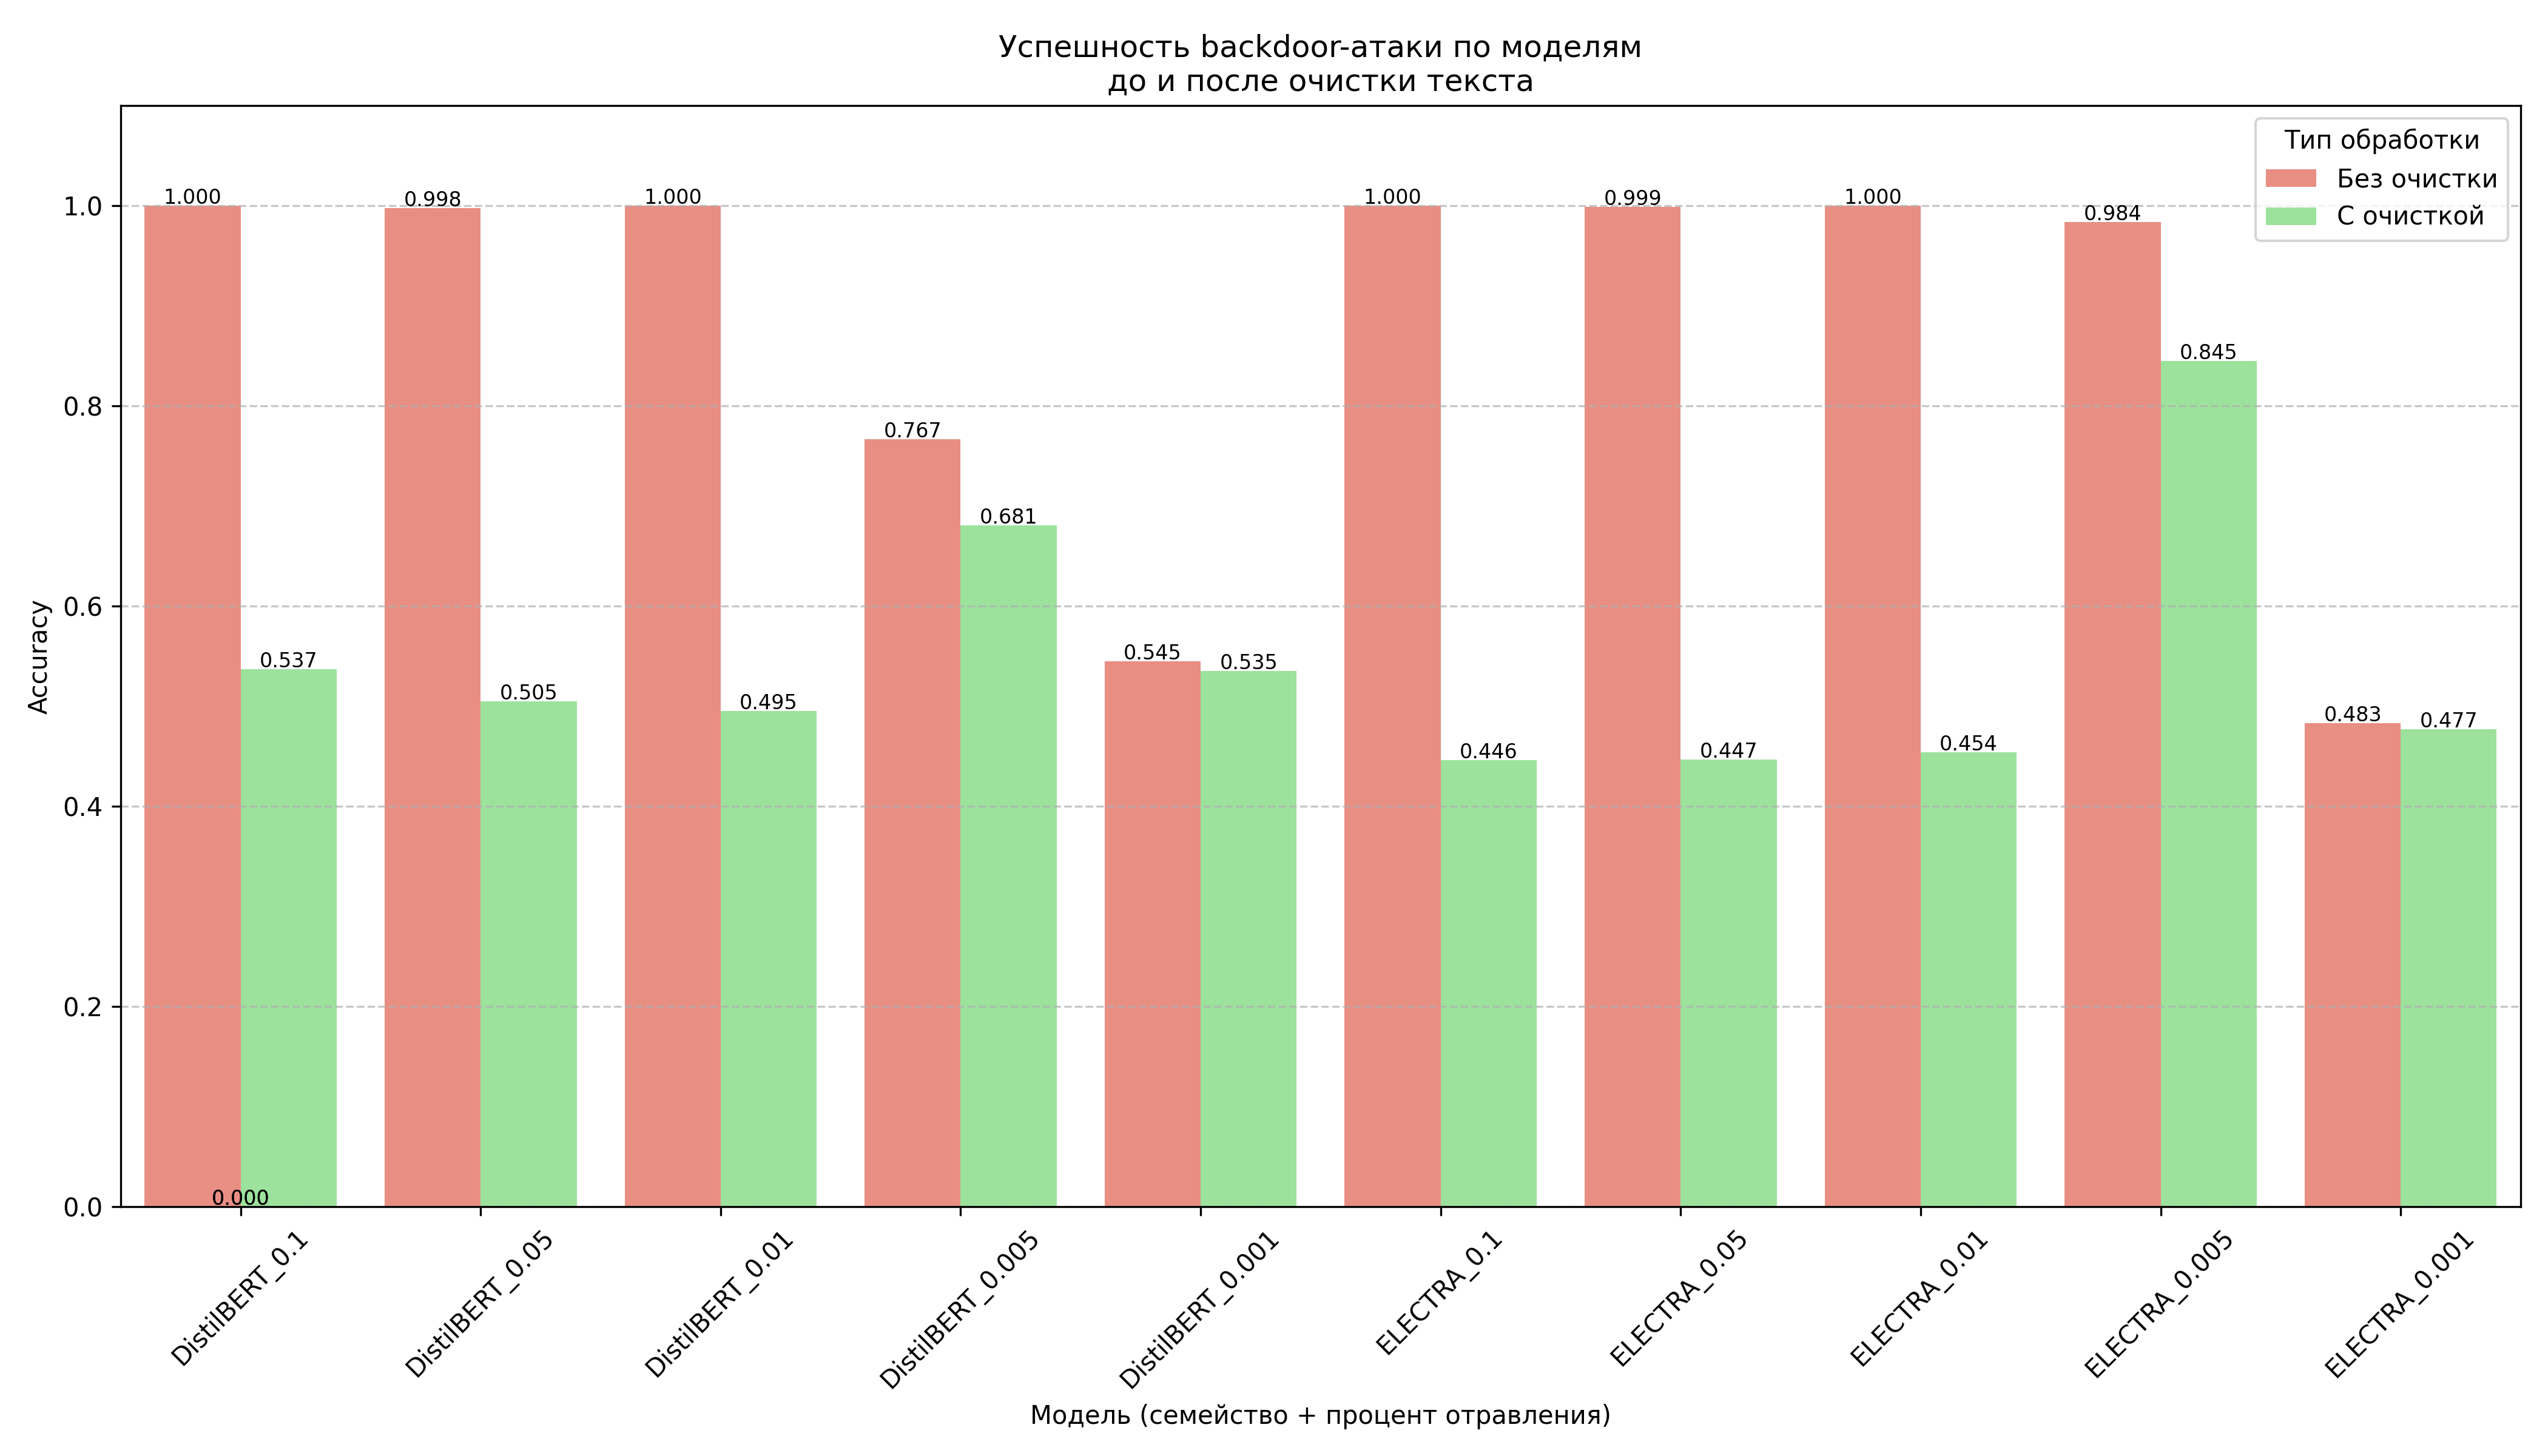 Успешность backdoor-атаки по моделям
до и после очистки текста
Тип обработки
Без очистки
С очисткой
Accuracy
1.0
0.8
0.6
0.4
0.2
0.0
1.000
0.537
0.998
0.505
1.000
0.495
0.767
0.681
0.545
0.535
1.000
0.446
0.999
0.447
1.000
0.454
0.984
0.845
0.483
0.477
0.000
DistilBERT_0.1
DistilBERT_0.05
DistilBERT_0.01
DistilBERT_0.005
DistilBERT_0.001
ELECTRA_0.1
ELECTRA_0.05
ELECTRA_0.01
ELECTRA_0.005
ELECTRA_0.001
Модель (семейство + процент отравления)